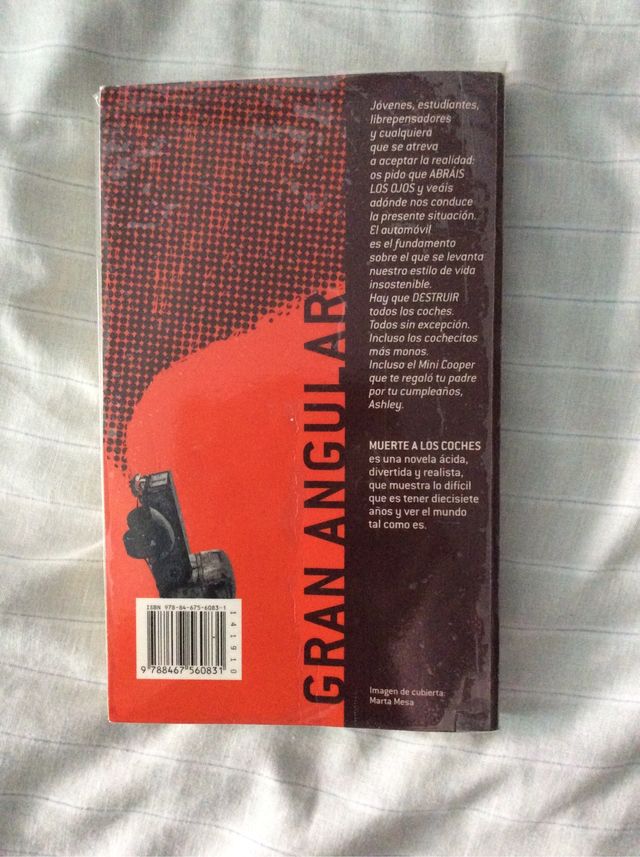 Jóvenes, estudiantes,
librepensadores
y cualquiera
que se atreva
a aceptar la realidad:
os pido que ABRÁIS
LOS OJOS y veáis
adónde nos conduce
la presente situación.
El automóvil
es el fundamento
sobre el que se levanta
nuestro estilo de vida
insostenible.
Hay que DESTRUIR
todos los coches.
Todos sin excepción.
Incluso los cochecitos
más monos.
Incluso el Mini Cooper
que te regaló tu padre
por tu cumpleaños,
Ashley.
MUERTE A LOS COCHES
es una novela ácida,
divertida y realista,
que muestra lo difícil
que es tener diecisiete
años y ver el mundo
tal como es.
Imagen de cubierta:
Marta Mesa
GRAN ANGULAR
ISBN 978-84-675-6083-1
141910
9 788467 560831